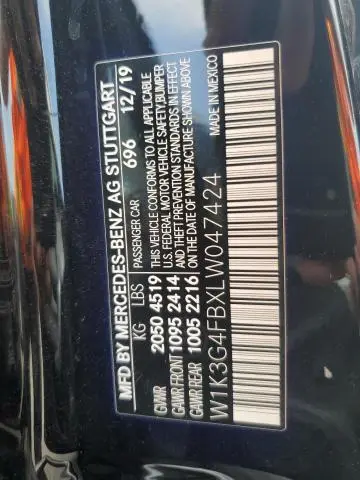 MFD BY MERCEDES-BENZ AG STUTTGART
PASSENGER CAR 696 12/19
KG LBS
GVWR 2050 4519
GAWR FRONT 1095 2414
GAWR REAR 1005 2216
THIS VEHICLE CONFORMS TO ALL APPLICABLE
U.S. FEDERAL MOTOR VEHICLE SAFETY/BUMPER
/THEFT PREVENTION STANDARDS IN EFFECT
ON THE DATE OF MANUFACTURE SHOWN ABOVE
W1K3G4FBXLW047424
MADE IN MEXICO